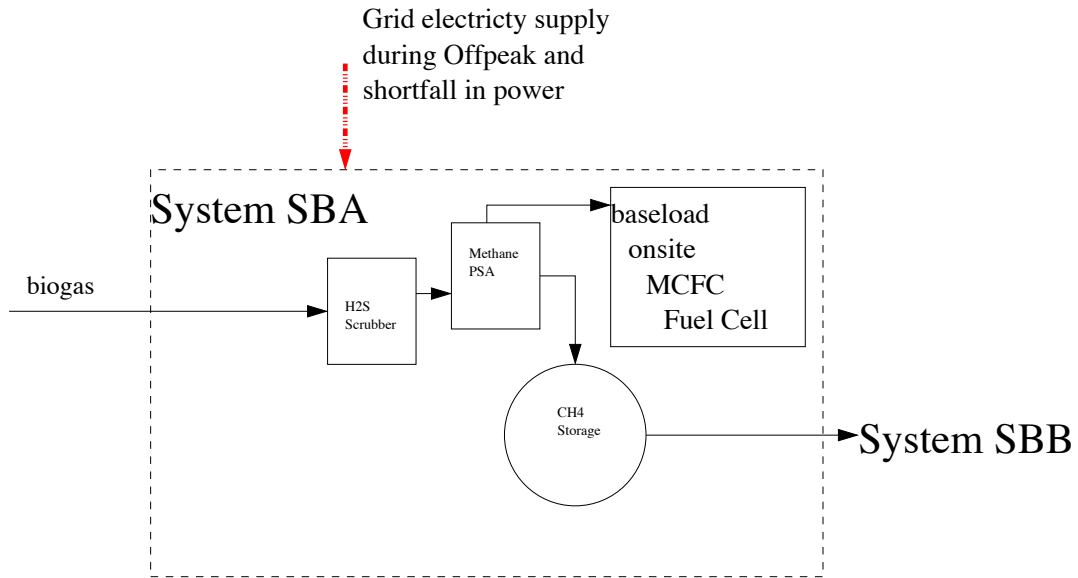 Grid electricty supply
during Offpeak and
shortfall in power
System SBA
baseload
onsite
MCFC
Fuel Cell
Methane
PSA
biogas
H2S
Scrubber
CH4
Storage
System SBB